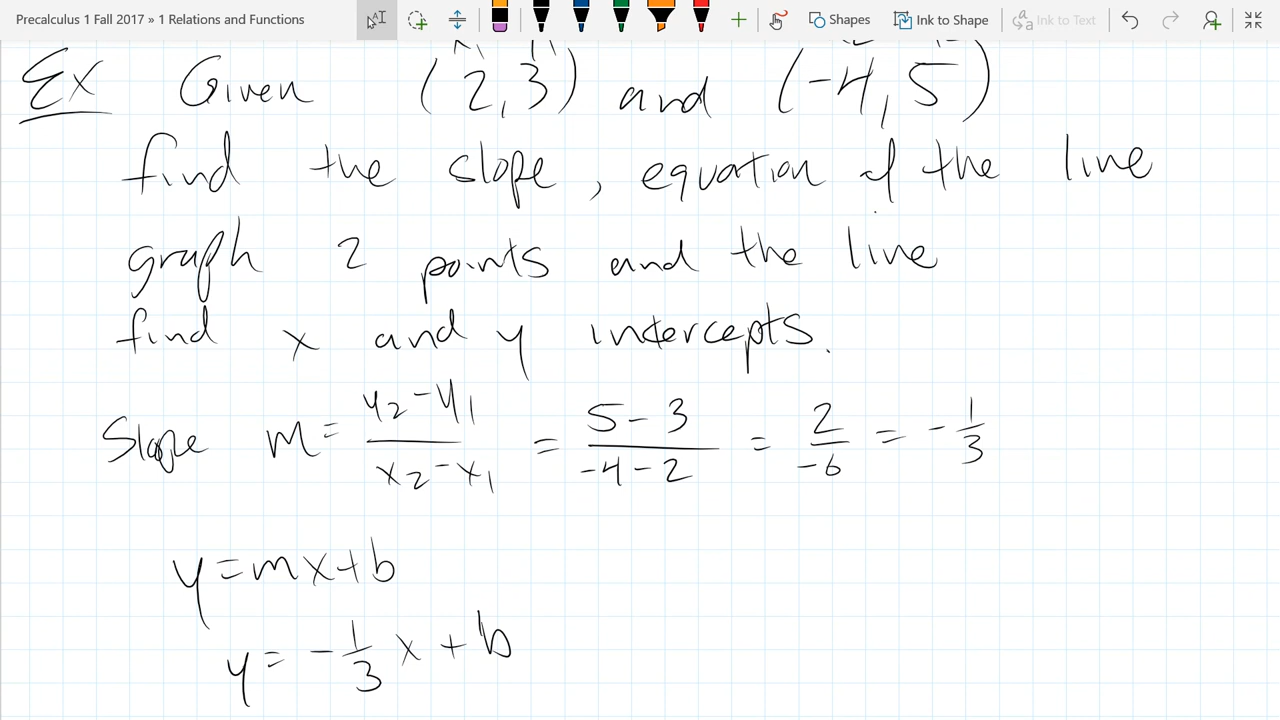 Precalculus 1 Fall 2017 » 1 Relations and Functions
Shapes Ink to Shape Ink to Text
Ex Given (2, 3) and (-4, 5)
find the slope, equation of the line
graph 2 points and the line
find x and y intercepts.
Slope m = y2 - y1 / x2 - x1 = 5 - 3 / -4 - 2 = 2 / -6 = - 1/3
y = mx + b
y = - 1/3 x + b